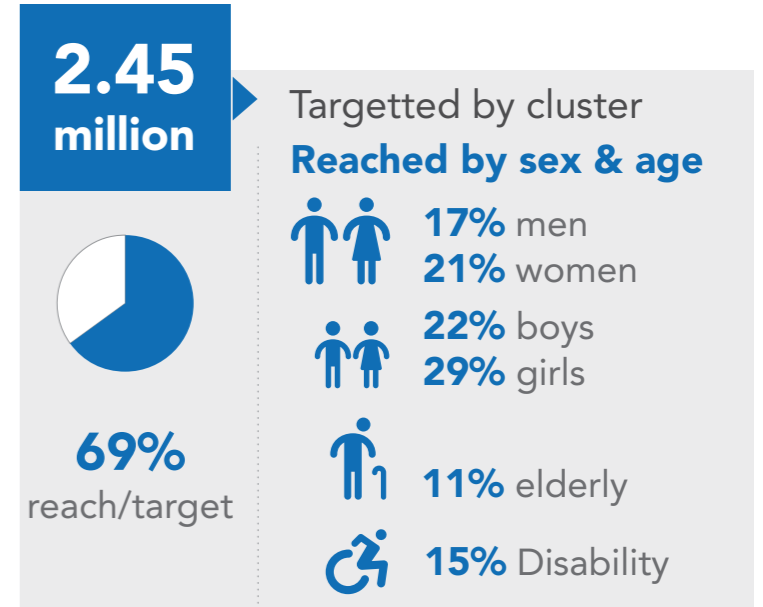 2.45
million
Targetted by cluster
Reached by sex & age
17% men
21% women
22% boys
29% girls
69%
reach/target
11% elderly
15% Disability